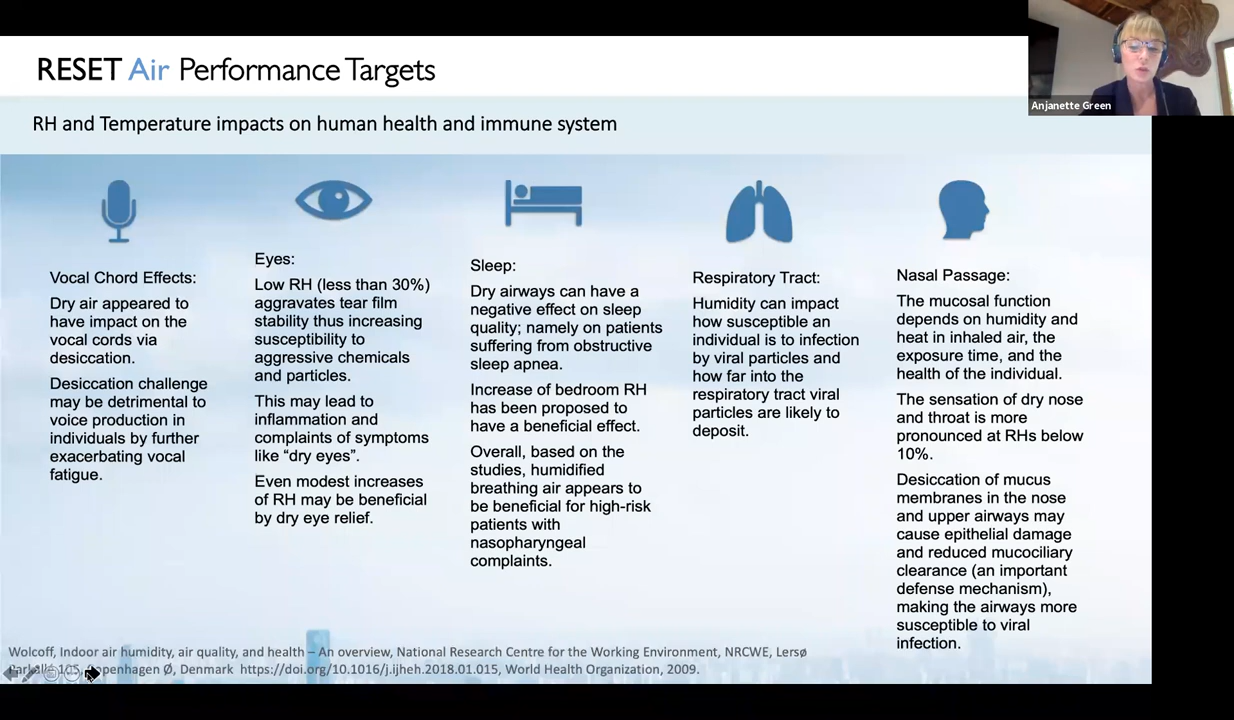 RESET Air Performance Targets
Anjanette Green
RH and Temperature impacts on human health and immune system
Vocal Chord Effects:
Dry air appeared to
have impact on the
vocal cords via
desiccation.
Desiccation challenge
may be detrimental to
voice production in
individuals by further
exacerbating vocal
fatigue.
Eyes:
Low RH (less than 30%)
aggravates tear film
stability thus increasing
susceptibility to
aggressive chemicals
and particles.
This may lead to
inflammation and
complaints of symptoms
like “dry eyes”.
Even modest increases
of RH may be beneficial
by dry eye relief.
Sleep:
Dry airways can have a
negative effect on sleep
quality; namely on patients
suffering from obstructive
sleep apnea.
Increase of bedroom RH
has been proposed to
have a beneficial effect.
Overall, based on the
studies, humidified
breathing air appears to
be beneficial for high-risk
patients with
nasopharyngeal
complaints.
Respiratory Tract:
Humidity can impact
how susceptible an
individual is to infection
by viral particles and
how far into the
respiratory tract viral
particles are likely to
deposit.
Nasal Passage:
The mucosal function
depends on humidity and
heat in inhaled air, the
exposure time, and the
health of the individual.
The sensation of dry nose
and throat is more
pronounced at RHs below
10%.
Desiccation of mucus
membranes in the nose
and upper airways may
cause epithelial damage
and reduced mucociliary
clearance (an important
defense mechanism),
making the airways more
susceptible to viral
infection.
Wolcoff, Indoor air humidity, air quality, and health – An overview, National Research Centre for the Working Environment, NRCWE, Lersø
105, Copenhagen Ø, Denmark https://doi.org/10.1016/j.ijheh.2018.01.015, World Health Organization, 2009.